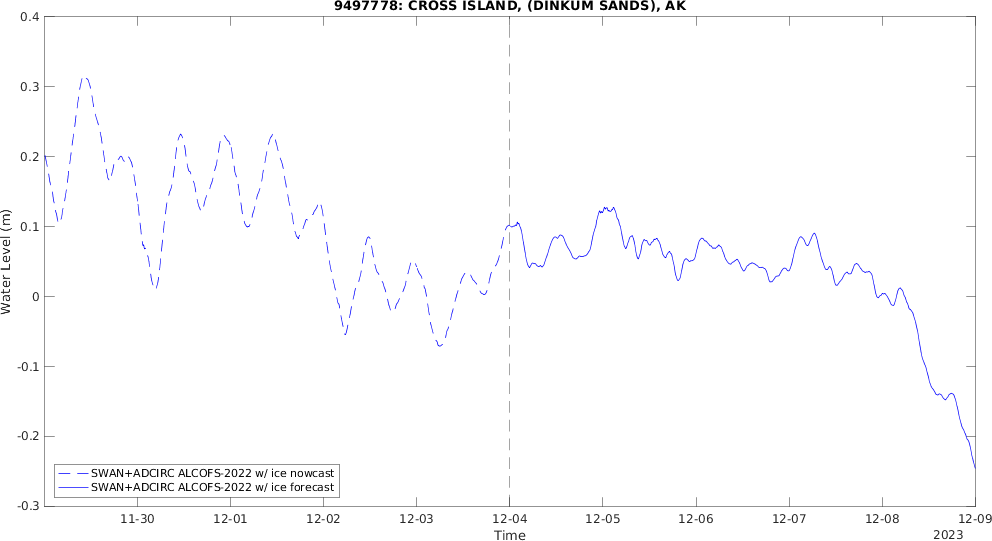 9497778: CROSS ISLAND, (DINKUM SANDS), AK
Water Level (m)
0.4
0.3
0.2
0.1
0
-0.1
-0.2
-0.3
SWAN+ADCIRC ALCOFS-2022 w/ ice nowcast
SWAN+ADCIRC ALCOFS-2022 w/ ice forecast
11-30 12-01 12-02 12-03 12-04 12-05 12-06 12-07 12-08 12-09
Time
2023